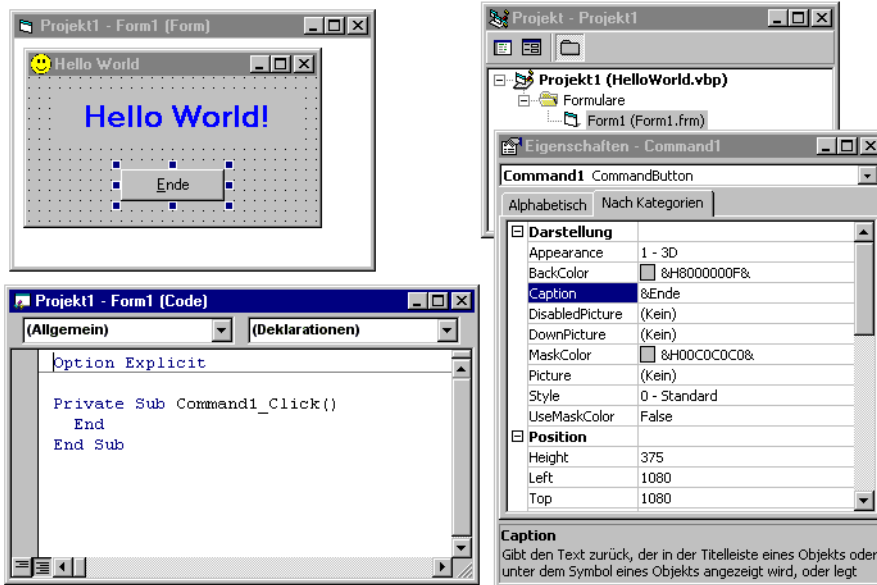 Projekt1 - Form1 (Form)
Hello World
Hello World!
Ende
Projekt - Projekt1
Projekt1 (HelloWorld.vbp)
Formulare
Form1 (Form1.frm)
Eigenschaften - Command1
Command1 CommandButton
Alphabetisch Nach Kategorien
Darstellung
Appearance 1 - 3D
BackColor &H8000000F&
Caption &Ende
DisabledPicture (Kein)
DownPicture (Kein)
MaskColor &H00C0C0C0&
Picture (Kein)
Style 0 - Standard
UseMaskColor False
Position
Height 375
Left 1080
Top 1080
Caption
Gibt den Text zurück, der in der Titelleiste eines Objekts oder
unter dem Symbol eines Objekts angezeigt wird, oder legt
Projekt1 - Form1 (Code)
(Allgemein) (Deklarationen)
Option Explicit
Private Sub Command1_Click()
End
End Sub